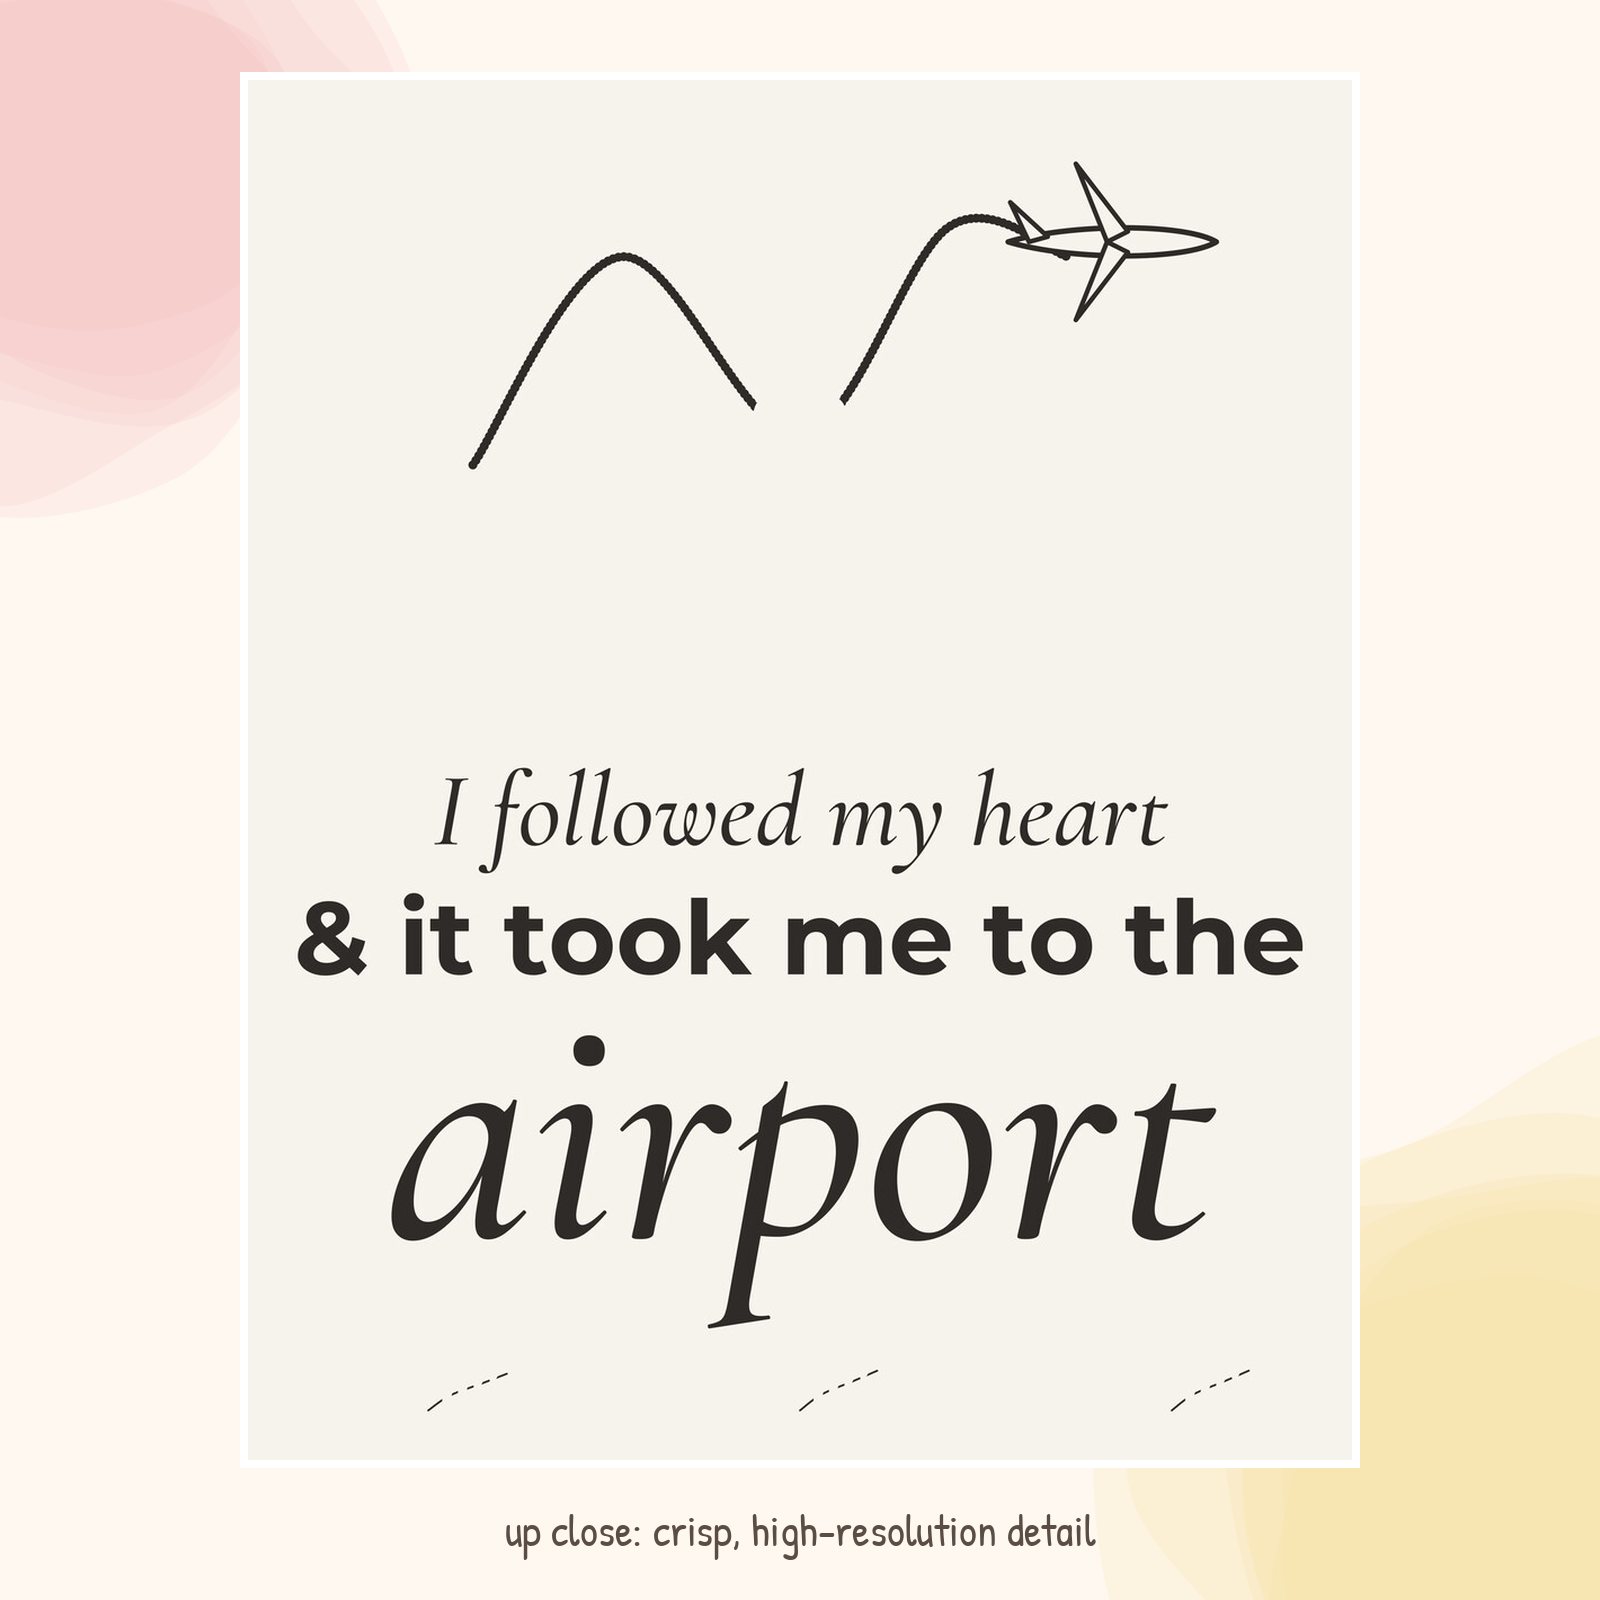 I followed my heart
& it took me to the
airport
up close: crisp, high-resolution detail